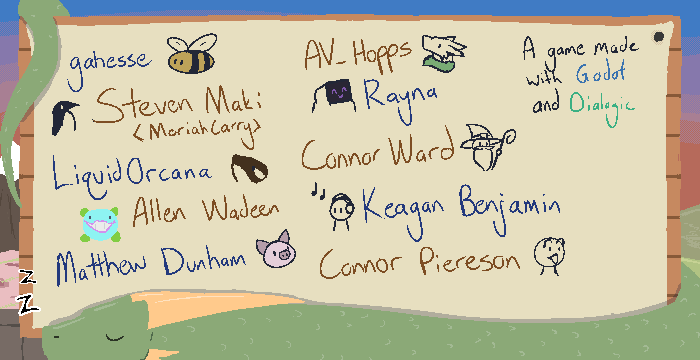 gahesse
Steven Maki
(MariahCarry)
LiquidOrcana
Allen Wadeen
Matthew Dunham
AV_Hopps
Rayna
Connor Ward
Keagan Benjamin
Connor Piereson
A game made
with Godot
and Dialogic
z
z